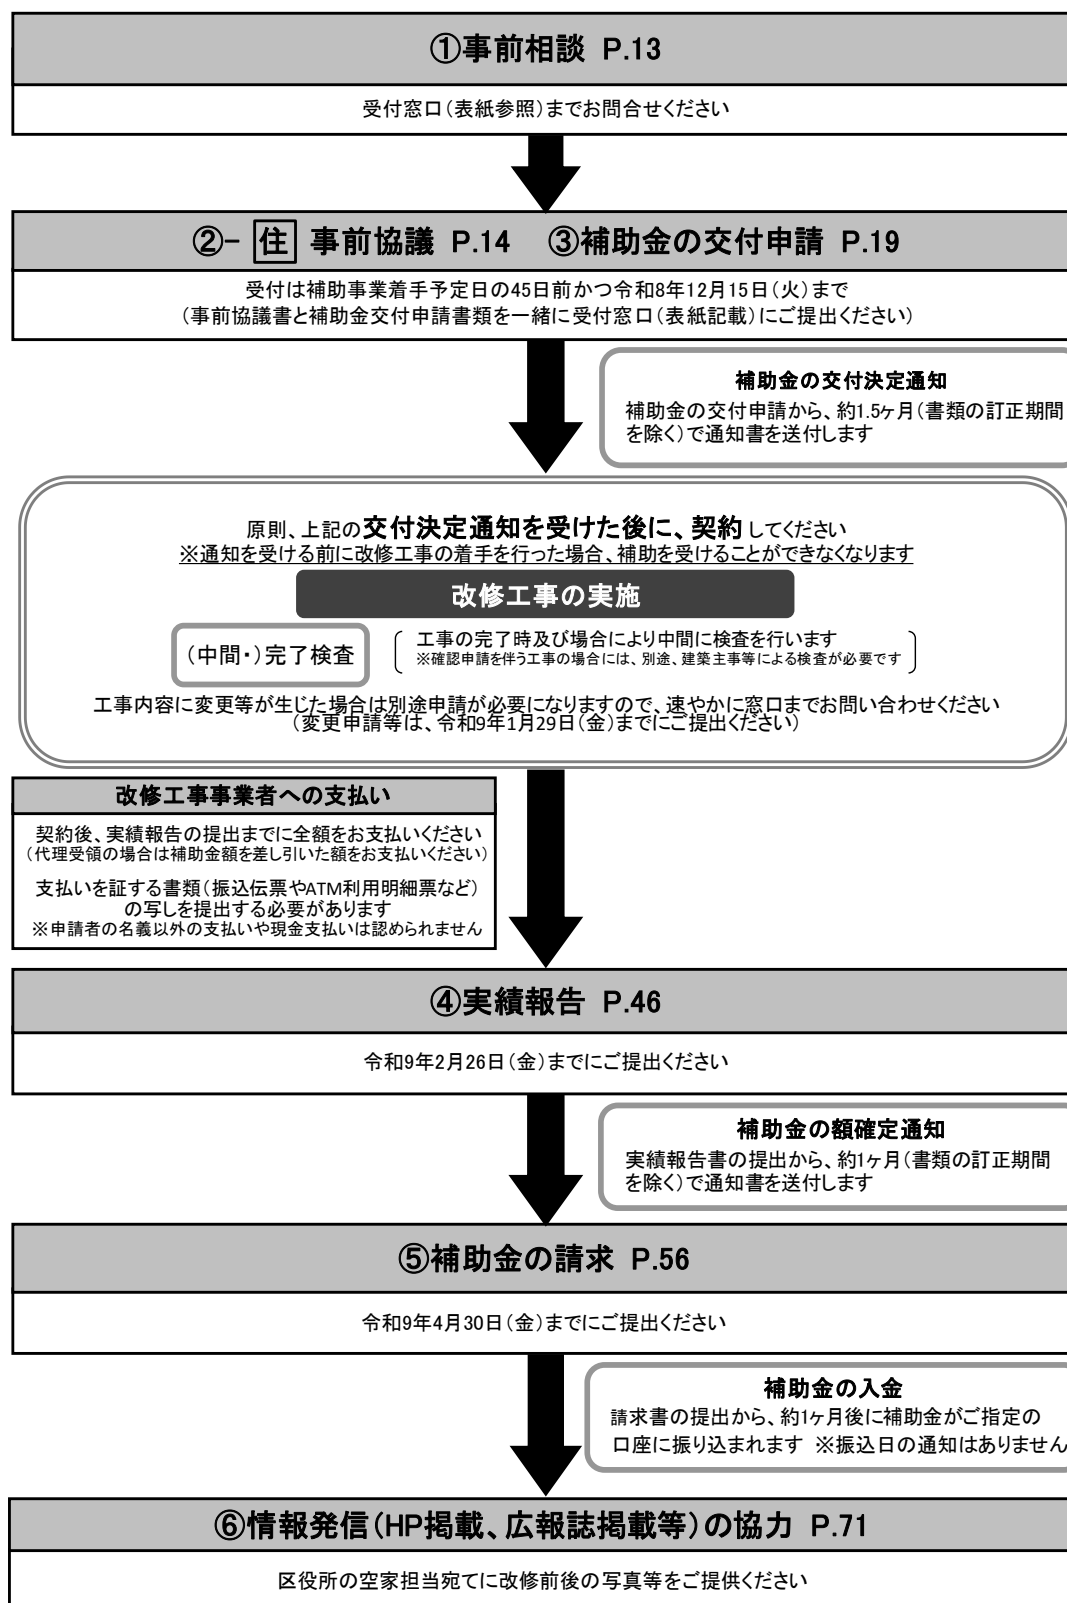 ①事前相談 P.13
受付窓口(表紙参照)までお問合せください
②- 住 事前協議 P.14 ③補助金の交付申請 P.19
受付は補助事業着手予定日の45日前かつ令和8年12月15日(火)まで
(事前協議書と補助金交付申請書類を一緒に受付窓口(表紙記載)にご提出ください)
補助金の交付決定通知
補助金の交付申請から、約1.5ヶ月(書類の訂正期間
を除く)で通知書を送付します
原則、上記の交付決定通知を受けた後に、契約してください
※通知を受ける前に改修工事の着手を行った場合、補助を受けることができなくなります
改修工事の実施
(中間・)完了検査
工事の完了時及び場合により中間に検査を行います
※確認申請を伴う工事の場合には、別途、建築主事等による検査が必要です
工事内容に変更等が生じた場合は別途申請が必要になりますので、速やかに窓口までお問い合わせください
(変更申請等は、令和9年1月29日(金)までにご提出ください)
改修工事事業者への支払い
契約後、実績報告の提出までに全額をお支払いください
(代理受領の場合は補助金額を差し引いた額をお支払いください)
支払いを証する書類(振込伝票やATM利用明細票など)
の写しを提出する必要があります
※申請者の名義以外の支払いや現金支払いは認められません
④実績報告 P.46
令和9年2月26日(金)までにご提出ください
補助金の額確定通知
実績報告書の提出から、約1ヶ月(書類の訂正期間
を除く)で通知書を送付します
⑤補助金の請求 P.56
令和9年4月30日(金)までにご提出ください
補助金の入金
請求書の提出から、約1ヶ月後に補助金がご指定の
口座に振り込まれます ※振込日の通知はありません
⑥情報発信(HP掲載、広報誌掲載等)の協力 P.71
区役所の空家担当宛てに改修前後の写真等をご提供ください